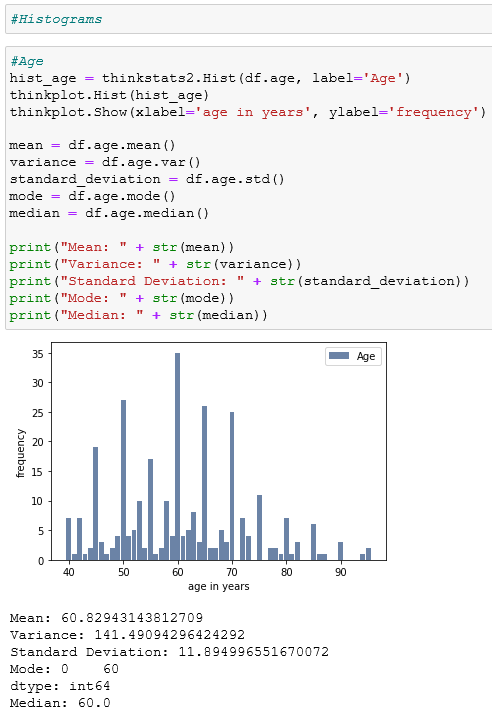 #Histograms
#Age
hist_age = thinkstats2.Hist(df.age, label='Age')
thinkplot.Hist(hist_age)
thinkplot.Show(xlabel='age in years', ylabel='frequency')
mean = df.age.mean()
variance = df.age.var()
standard_deviation = df.age.std()
mode = df.age.mode()
median = df.age.median()
print("Mean: " + str(mean))
print("Variance: " + str(variance))
print("Standard Deviation: " + str(standard_deviation))
print("Mode: " + str(mode))
print("Median: " + str(median))
Age
35
30
25
20
15
10
5
0
frequency
40 50 60 70 80 90
age in years
Mean: 60.82943143812709
Variance: 141.49094296424292
Standard Deviation: 11.894996551670072
Mode: 0    60
dtype: int64
Median: 60.0